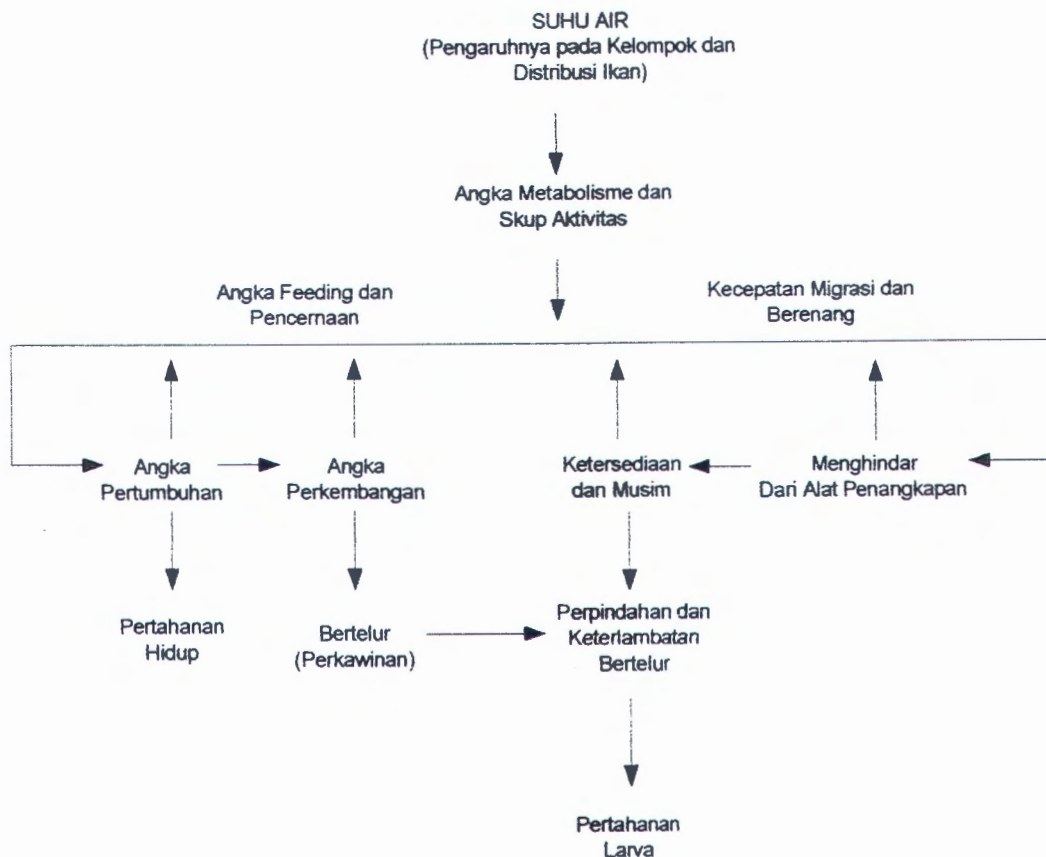 SUHU AIR
(Pengaruhnya pada Kelompok dan
Distribusi Ikan)
Angka Metabolisme dan
Skup Aktivitas
Angka Feeding dan
Pencernaan
Kecepatan Migrasi dan
Berenang
Angka
Pertumbuhan
Angka
Perkembangan
Ketersediaan
dan Musim
Menghindar
Dari Alat Penangkapan
Pertahanan
Hidup
Bertelur
(Perkawinan)
Perpindahan dan
Keterlambatan
Bertelur
Pertahanan
Larva